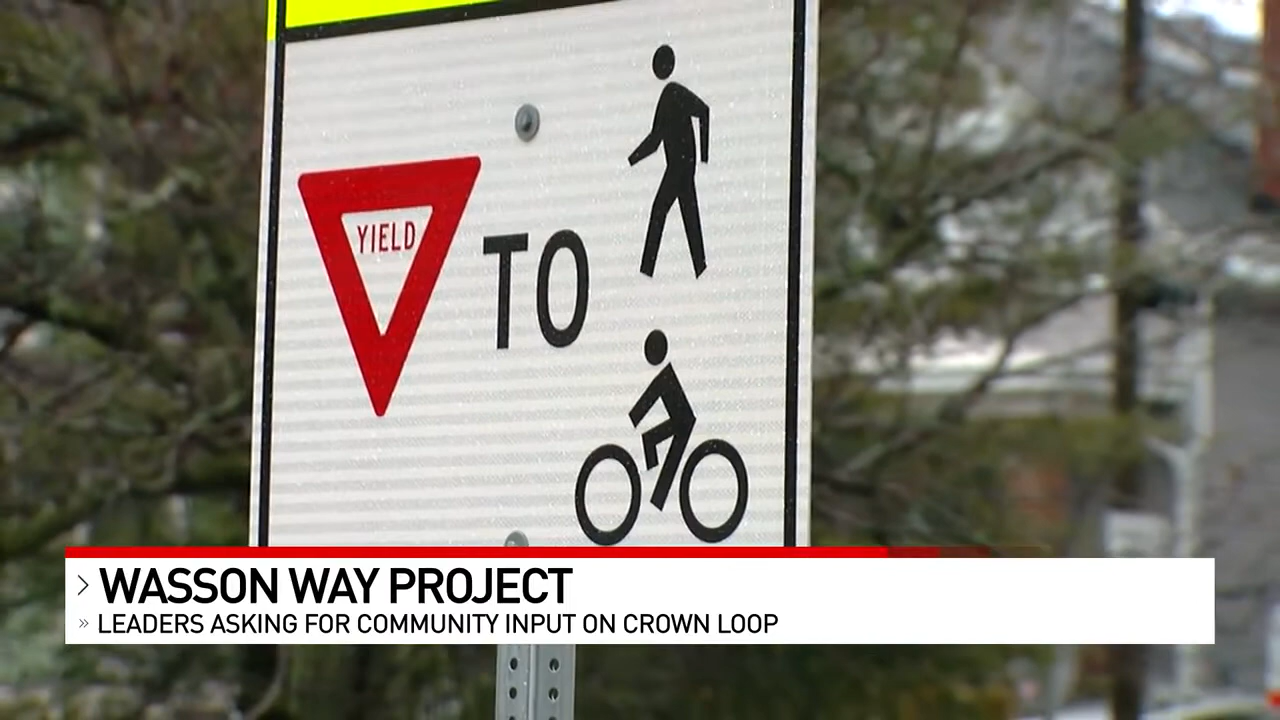 YIELD
TO
WASSON WAY PROJECT
» LEADERS ASKING FOR COMMUNITY INPUT ON CROWN LOOP